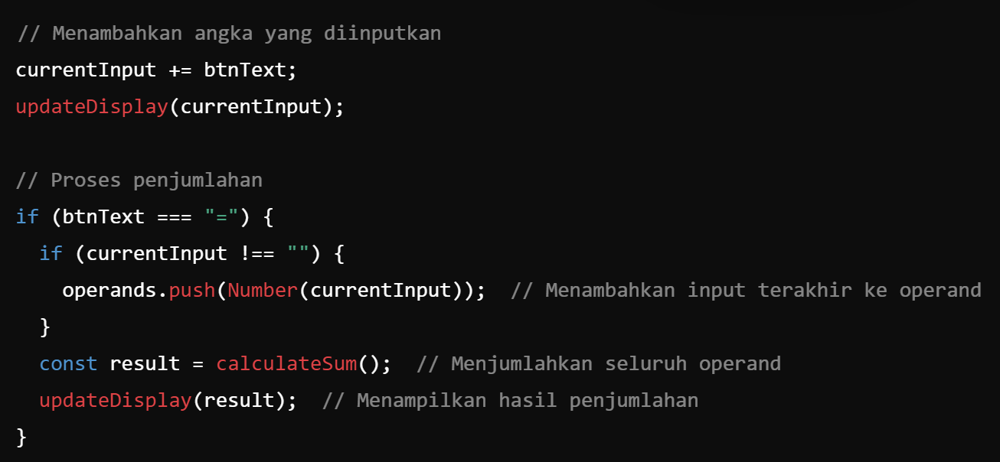 // Menambahkan angka yang diinputkan
currentInput += btnText;
updateDisplay(currentInput);

// Proses penjumlahan
if (btnText === "=") {
  if (currentInput !== "") {
    operands.push(Number(currentInput));  // Menambahkan input terakhir ke operand
  }
  const result = calculateSum();  // Menjumlahkan seluruh operand
  updateDisplay(result);  // Menampilkan hasil penjumlahan
}